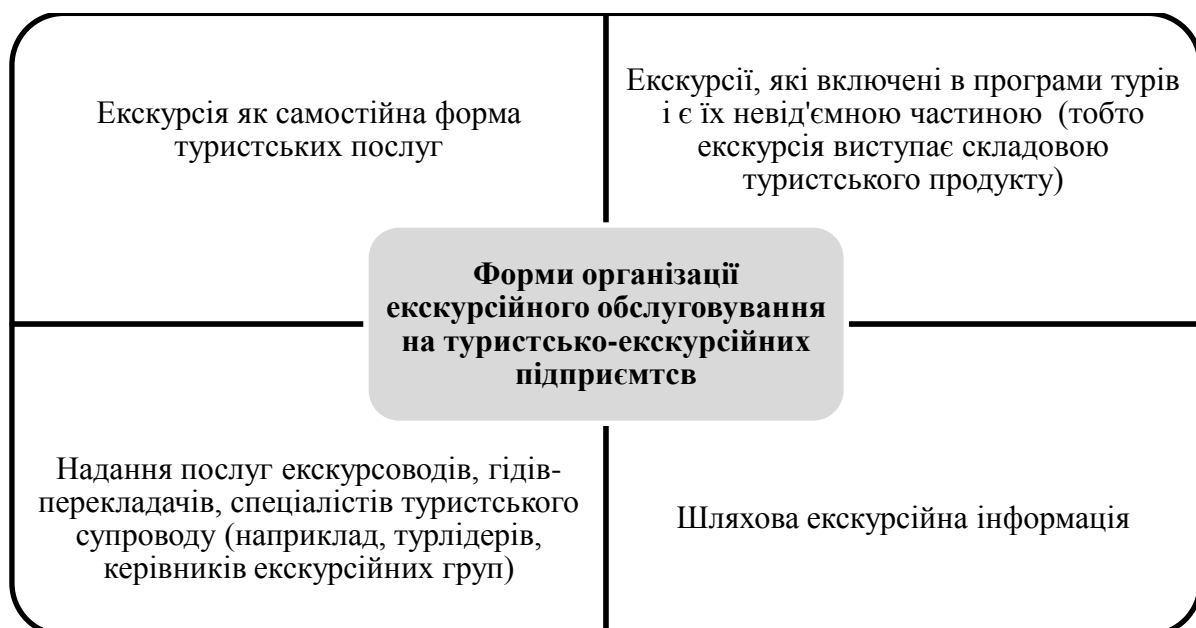 Екскурсія як самостійна форма
туристських послуг
Екскурсії, які включені в програми турів
і є їх невід'ємною частиною (тобто
екскурсія виступає складовою
туристського продукту)
Форми організації
екскурсійного обслуговування
на туристсько-екскурсійних
підприємтсв
Надання послуг екскурсоводів, гідів-
перекладачів, спеціалістів туристського
супроводу (наприклад, турлідерів,
керівників екскурсійних груп)
Шляхова екскурсійна інформація